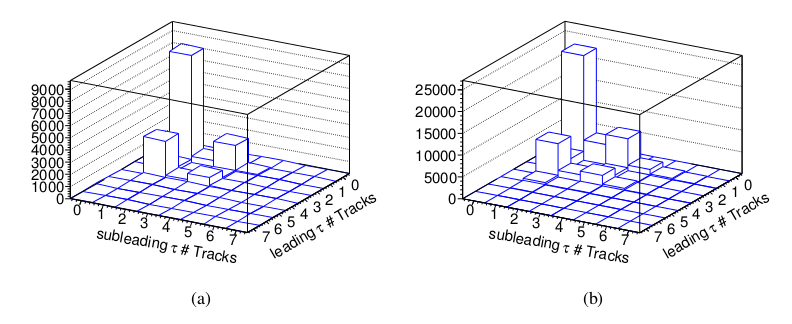 9000
8000
7000
6000
5000
4000
3000
2000
1000
0
0 1 2 3 4 5 6 7
subleading τ # Tracks
7 6 5 4 3 2 1 0
leading τ # Tracks
(a)
25000
20000
15000
10000
5000
0
0 1 2 3 4 5 6 7
subleading τ # Tracks
7 6 5 4 3 2 1 0
leading τ # Tracks
(b)